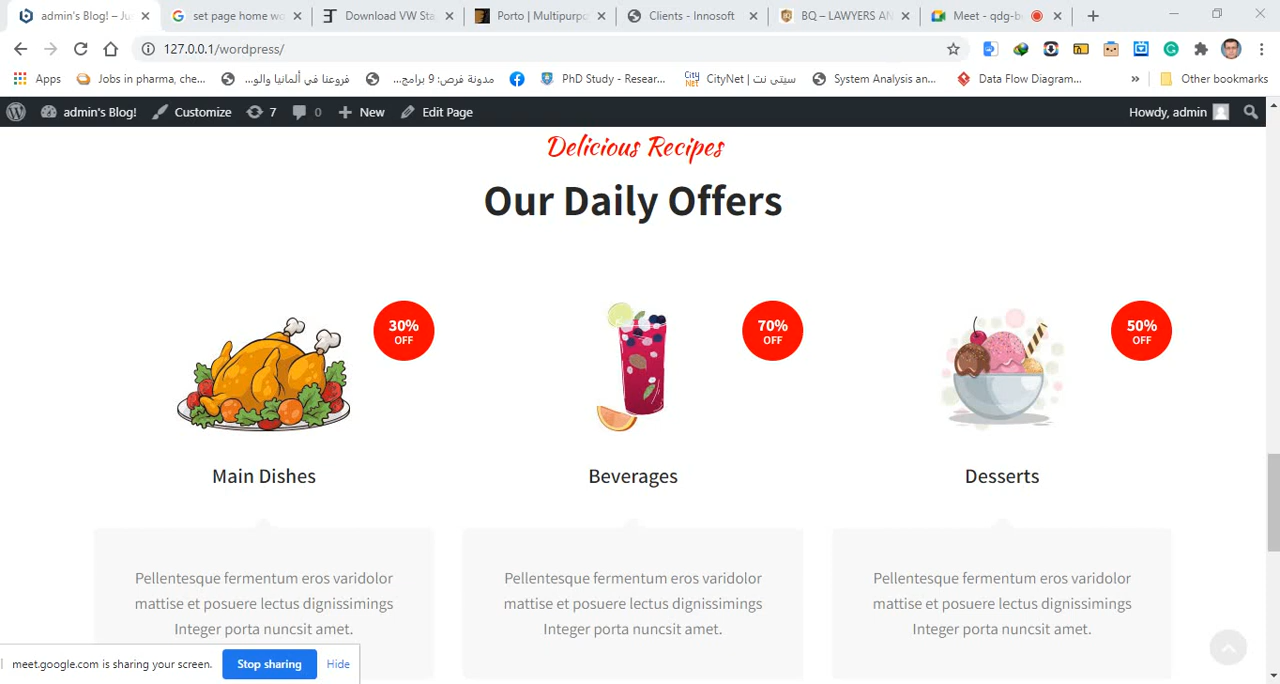 admin's Blog! – Ju
set page home wo
Download VW Sta
Porto | Multipurpo
Clients - Innosoft
BQ – LAWYERS AN
Meet - qdg-b
127.0.0.1/wordpress/
Apps
Jobs in pharma, che...
فروعنا في ألمانيا والو...
مدونة فرص: 9 برامج...
PhD Study - Resear...
City Net
CityNet | سيتي نت
System Analysis an...
Data Flow Diagram...
»
Other bookmarks
admin's Blog!
Customize
7
0
New
Edit Page
Howdy, admin
Delicious Recipes
Our Daily Offers
30%
OFF
70%
OFF
50%
OFF
Main Dishes
Beverages
Desserts
Pellentesque fermentum eros varidolor
mattise et posuere lectus dignissimings
Integer porta nuncsit amet.
Pellentesque fermentum eros varidolor
mattise et posuere lectus dignissimings
Integer porta nuncsit amet.
Pellentesque fermentum eros varidolor
mattise et posuere lectus dignissimings
Integer porta nuncsit amet.
meet.google.com is sharing your screen.
Stop sharing
Hide